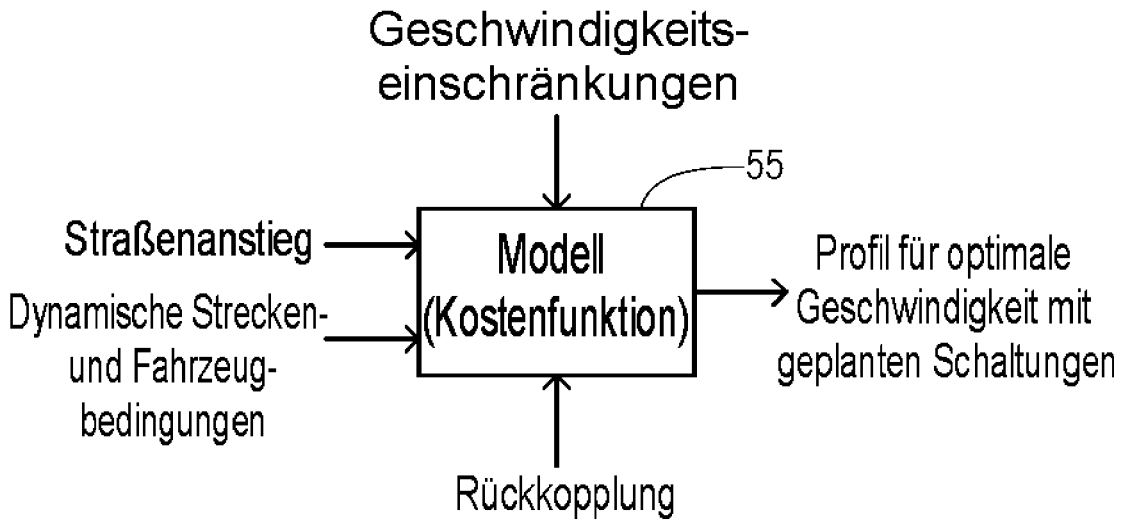 Geschwindigkeits-
einschränkungen
55
Straßenanstieg
Dynamische Strecken-
und Fahrzeug-
bedingungen
Modell
(Kostenfunktion)
Profil für optimale
Geschwindigkeit mit
geplanten Schaltungen
Rückkopplung